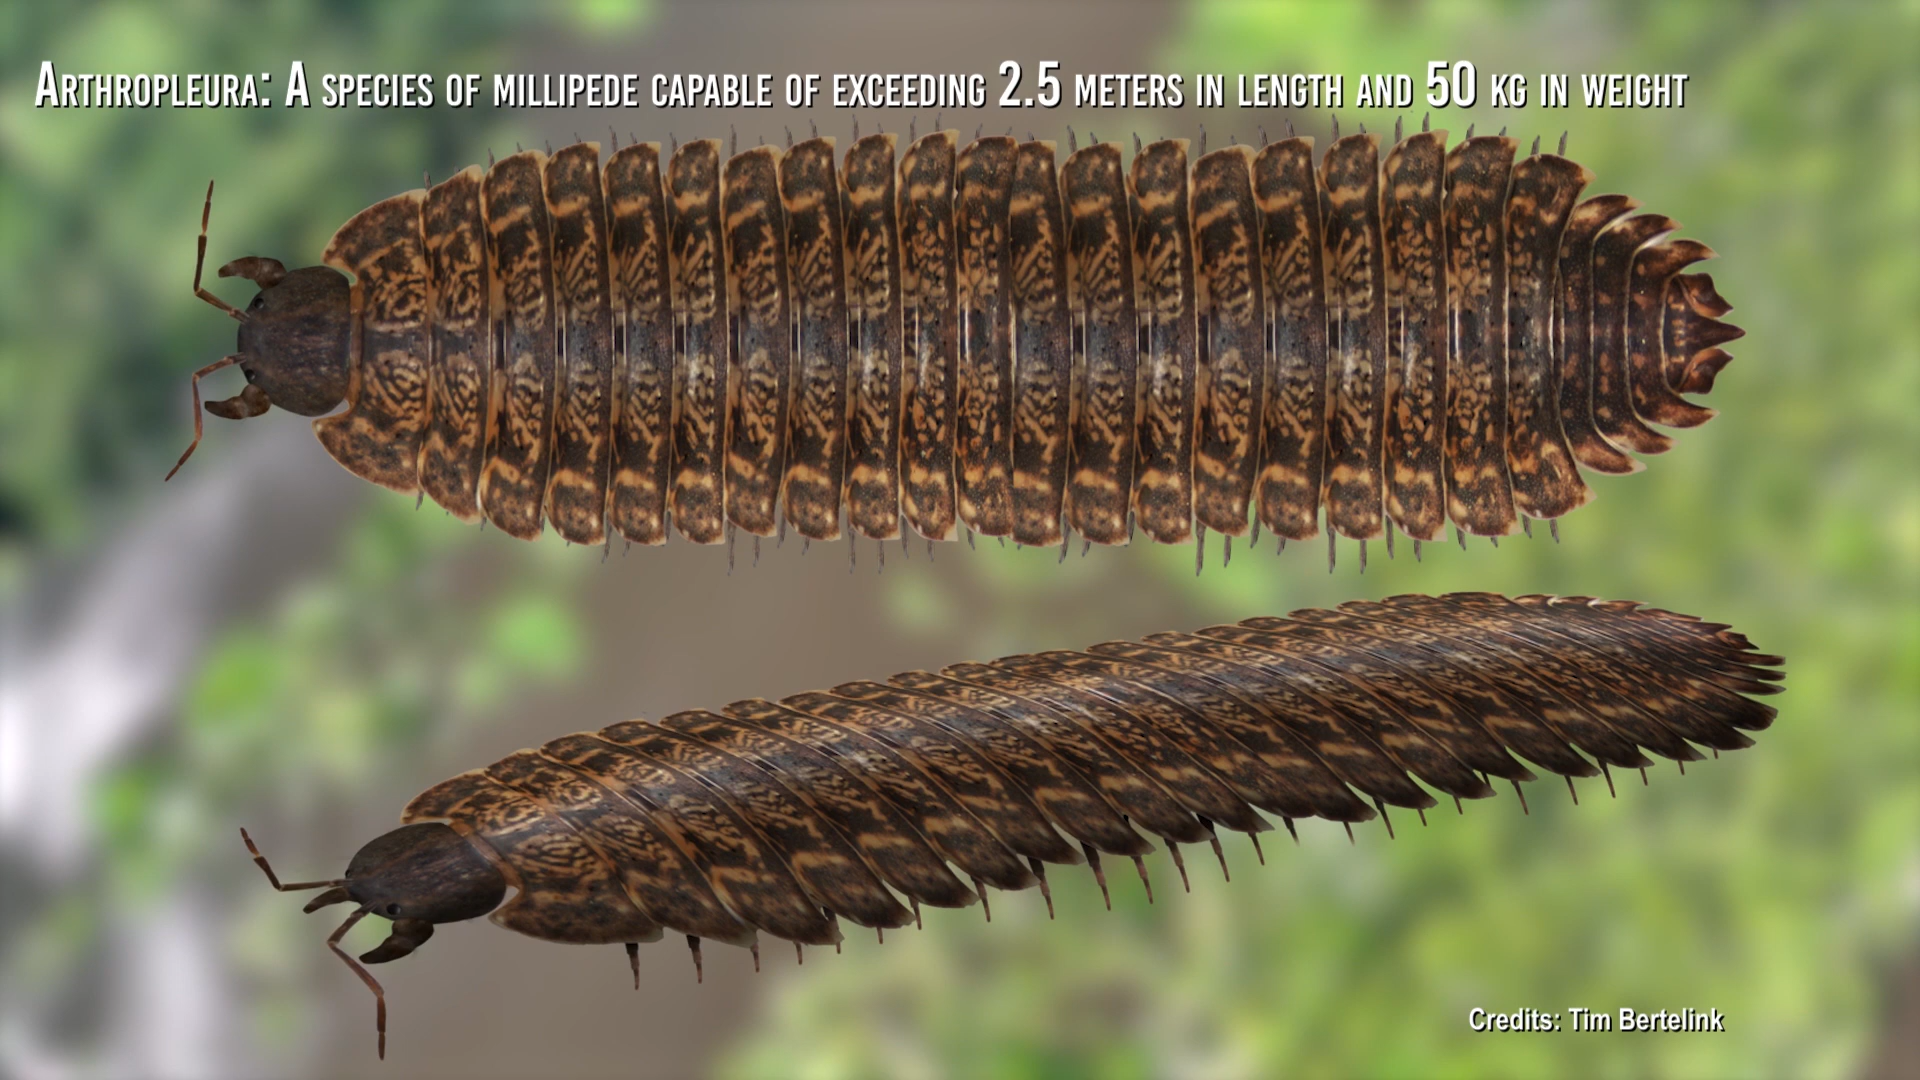 Arthropleura: A species of millipede capable of exceeding 2.5 meters in length and 50 kg in weight
Credits: Tim Bertelink